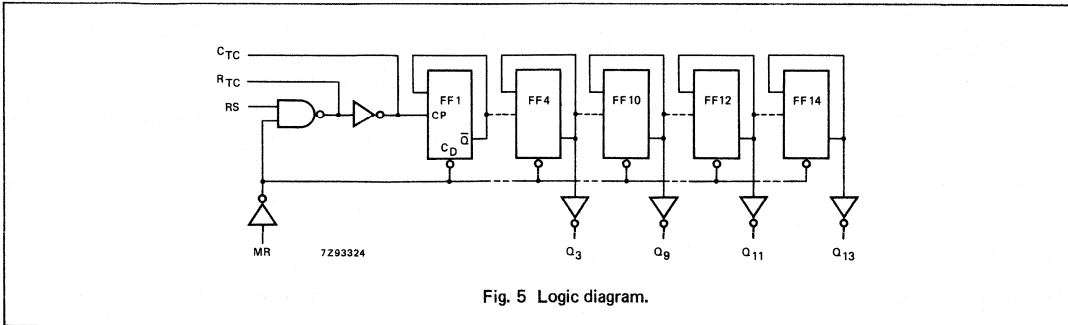 CTC
RTC
RS
FF1
CP
CD
Q̅
FF4
FF10
FF12
FF14
MR
7Z93324
Q3
Q9
Q11
Q13
Fig. 5 Logic diagram.